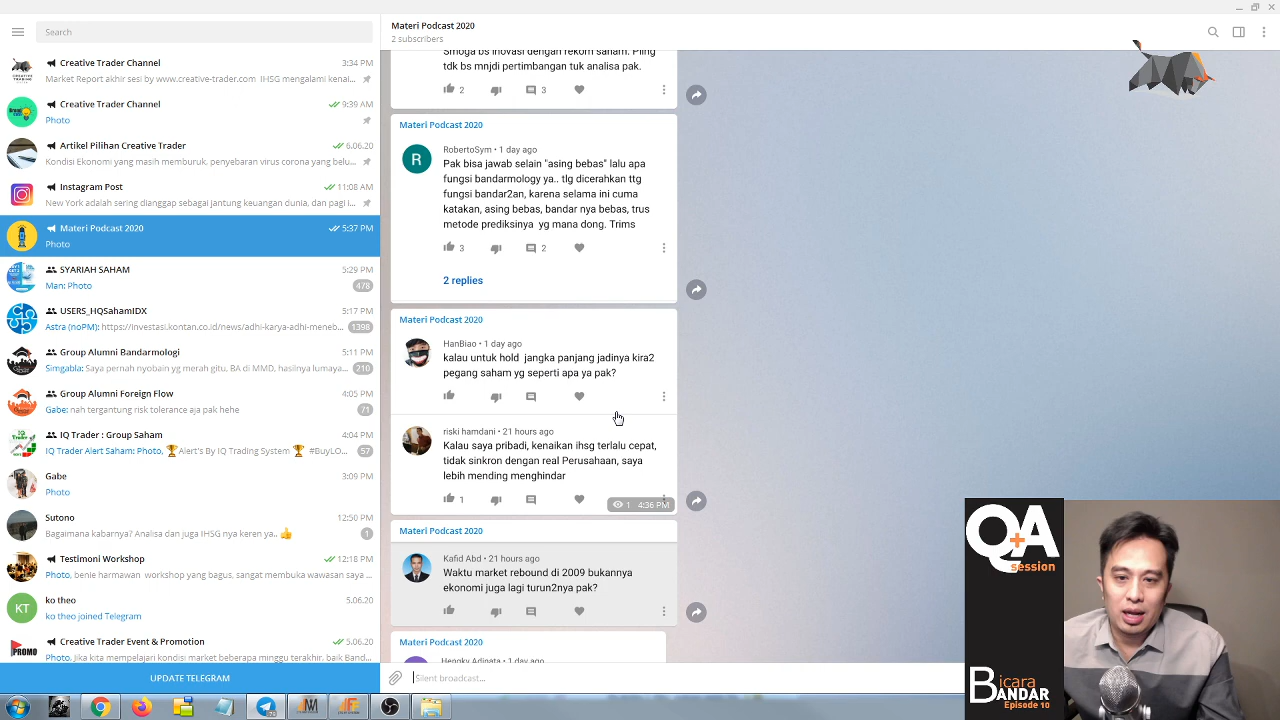 Search
Creative Trader Channel
3:34 PM
Market Report akhir sesi by www.creative-trader.com IHSG mengalami kenai...
Creative Trader Channel
9:39 AM
Photo
Artikel Pilihan Creative Trader
6.06.20
Kondisi Ekonomi yang masih memburuk, penyebaran virus corona yang belu...
Instagram Post
11:08 AM
New York adalah sering dianggap sebagai jantung keuangan dunia, dan pagi i...
Materi Podcast 2020
5:37 PM
Photo
SYARIAH SAHAM
5:29 PM
Man: Photo
478
USERS_HQSahamIDX
5:17 PM
Astra (noPM): https://investasi.kontan.co.id/news/adhi-karya-adhi-meneb...
1398
Group Alumni Bandarmologi
5:11 PM
Simgabla: Saya pernah nyobain yg merah gitu, BA di MMD, hasilnya lumaya...
210
Group Alumni Foreign Flow
4:05 PM
Gabe: nah tergantung risk tolerance aja pak hehe
71
IQ Trader : Group Saham
4:04 PM
IQ Trader Alert Saham: Photo, 🏆Alert's By IQ Trading System 🏆 #BuyLO...
57
Gabe
3:09 PM
Photo
Sutono
12:50 PM
Bagaimana kabarnya? Analisa dan juga IHSG nya keren ya.. 👍
1
Testimoni Workshop
12:18 PM
Photo, benie harmawan workshop yang bagus, sangat membuka wawasan saya ...
KT
ko theo
5.06.20
ko theo joined Telegram
PROMO
Creative Trader Event & Promotion
5.06.20
Photo, Jika kita mempelajari kondisi market beberapa minggu terakhir, baik Band...
UPDATE TELEGRAM
Materi Podcast 2020
2 subscribers
Smoga bs inovasi dengan rekom saham. Pling
tdk bs mnjdi pertimbangan tuk analisa pak.
2
3
Materi Podcast 2020
R
RobertoSym • 1 day ago
Pak bisa jawab selain "asing bebas" lalu apa
fungsi bandarmology ya.. tlg dicerahkan ttg
fungsi bandar2an, karena selama ini cuma
katakan, asing bebas, bandar nya bebas, trus
metode prediksinya yg mana dong. Trims
3
2
2 replies
Materi Podcast 2020
HanBiao • 1 day ago
kalau untuk hold jangka panjang jadinya kira2
pegang saham yg seperti apa ya pak?
riski hamdani • 21 hours ago
Kalau saya pribadi, kenaikan ihsg terlalu cepat,
tidak sinkron dengan real Perusahaan, saya
lebih mending menghindar
1
1 4:36 PM
Materi Podcast 2020
Kafid Abd • 21 hours ago
Waktu market rebound di 2009 bukannya
ekonomi juga lagi turun2nya pak?
Materi Podcast 2020
Hengky Adinata • 1 day ago
Silent broadcast...
Q+A
session
Bicara
BANDAR
Episode 10